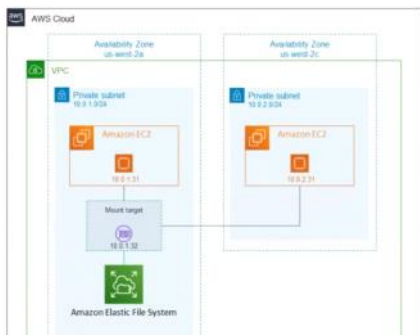 aws
AWS Cloud
Availability Zone
us-west-2a
Availability Zone
us-west-2c
VPC
Private subnet
10.0.1.0/24
Private subnet
10.0.2.0/24
Amazon EC2
10.0.1.31
Amazon EC2
10.0.2.31
Mount target
10.0.1.32
Amazon Elastic File System